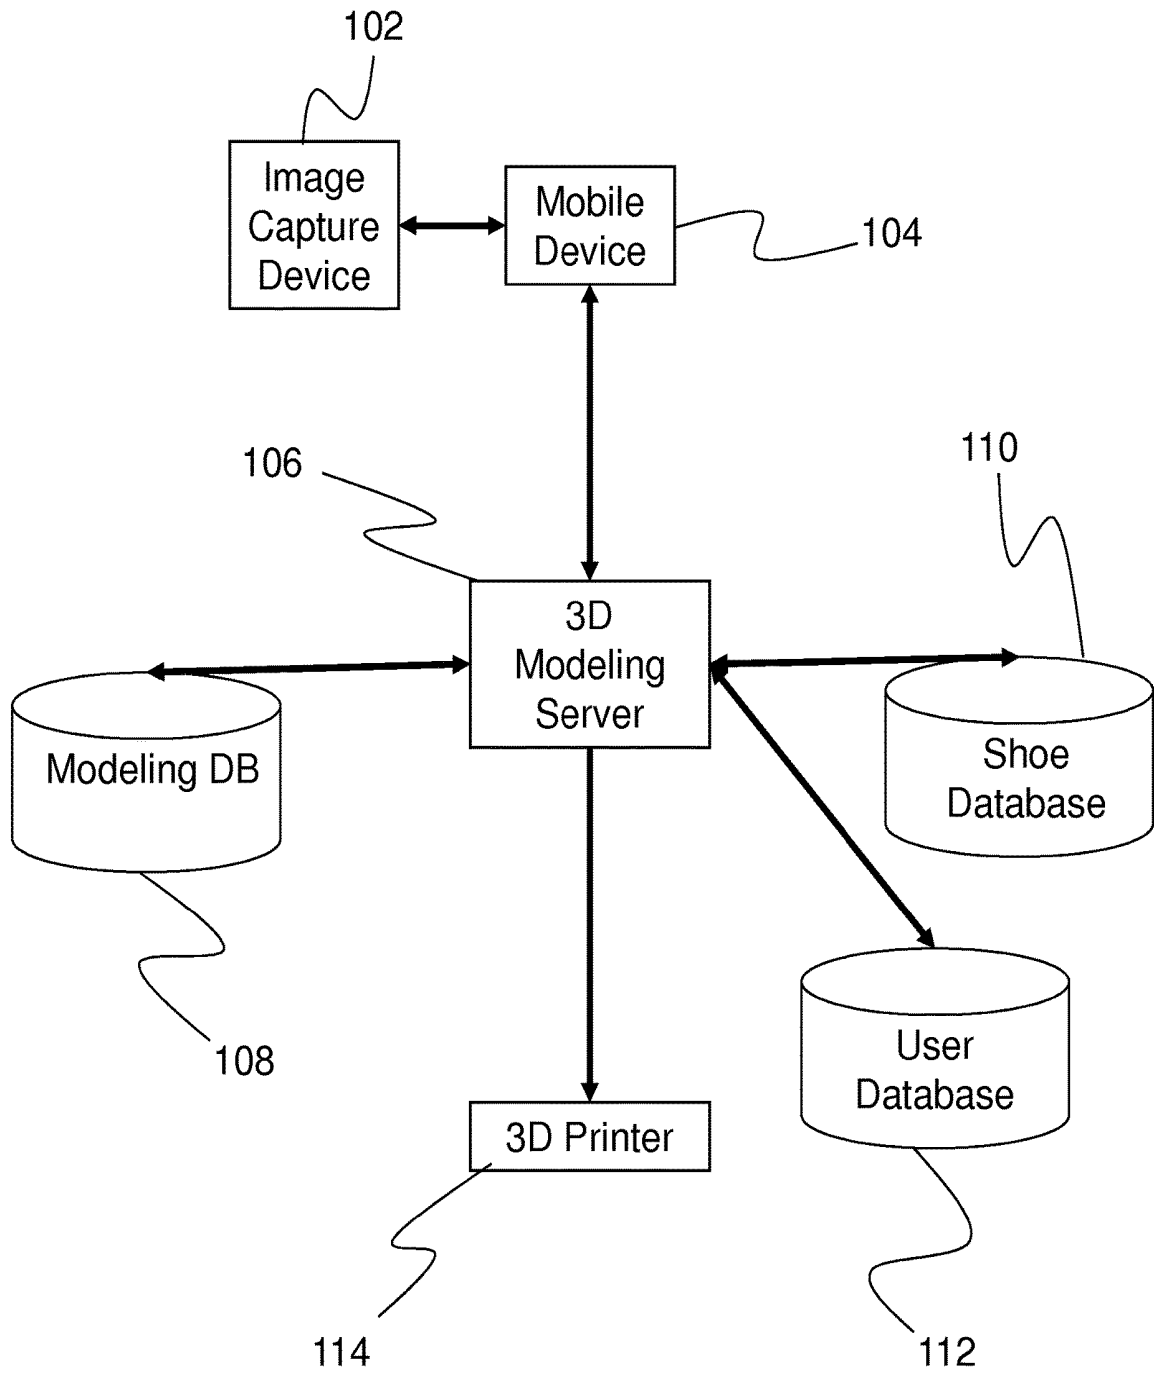 102
Image
Capture
Device
Mobile
Device
104
106
110
3D
Modeling
Server
Modeling DB
Shoe
Database
108
User
Database
3D Printer
114
112